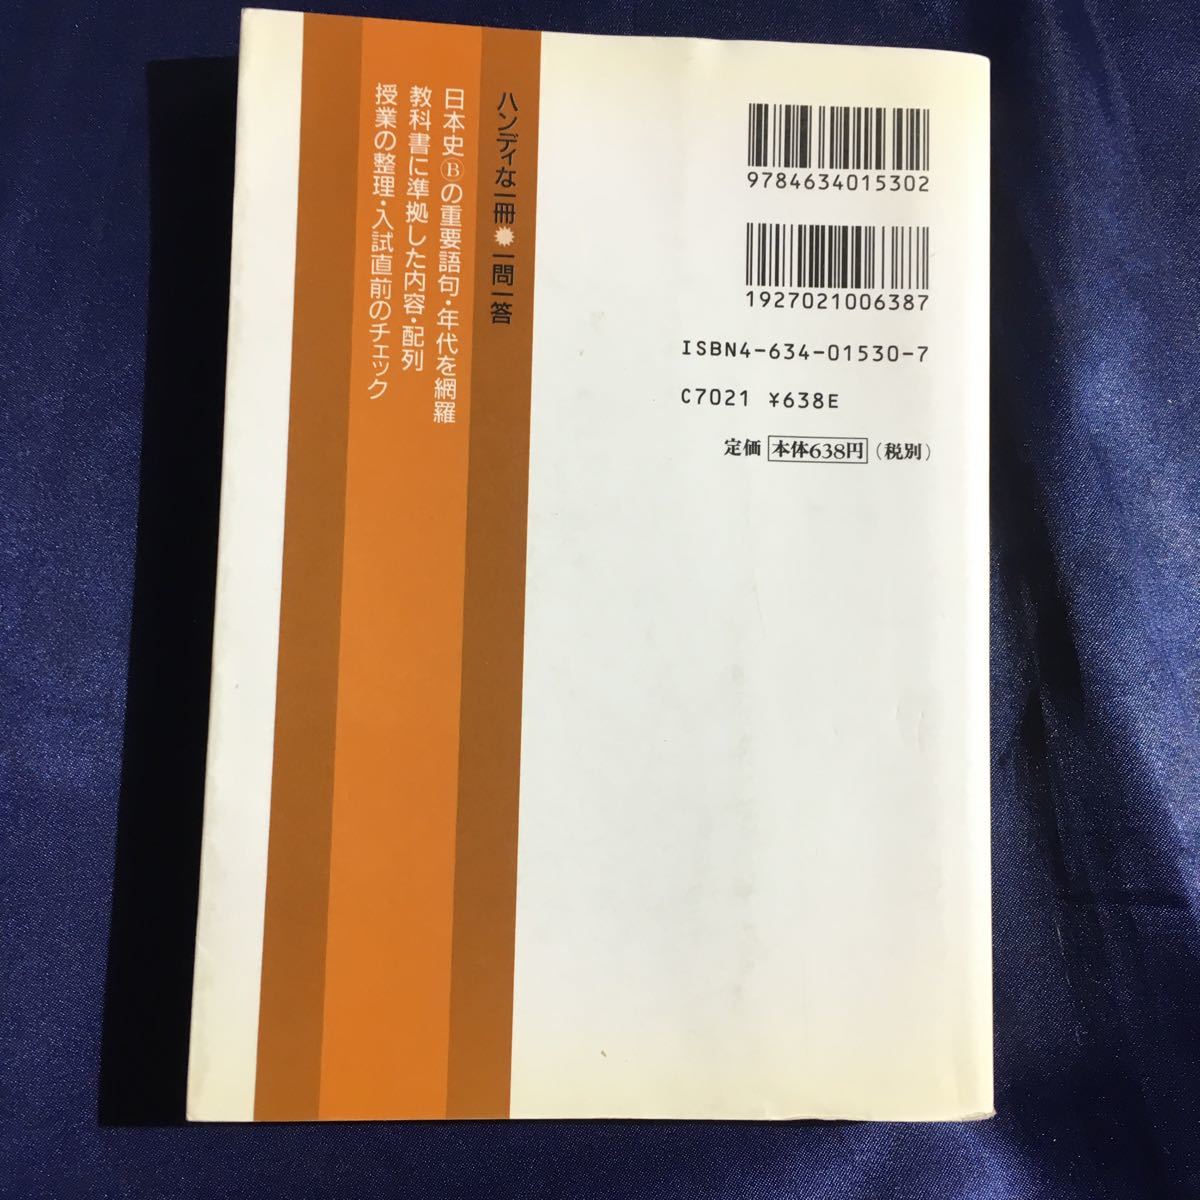 ハンディな一冊✹一問一答
日本史Ⓑの重要語句・年代を網羅
教科書に準拠した内容・配列
授業の整理・入試直前のチェック
9784634015302
1927021006387
ISBN4-634-01530-7
C7021 ¥638E
定価 本体638円（税別）